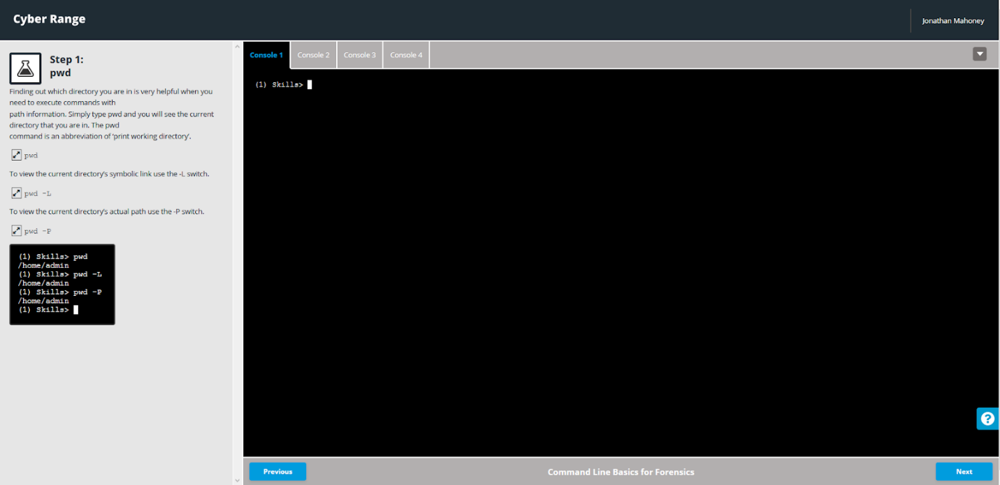 Cyber Range
Jonathan Mahoney
Step 1:
pwd
Finding out which directory you are in is very helpful when you
need to execute commands with
path information. Simply type pwd and you will see the current
directory that you are in. The pwd
command is an abbreviation of ‘print working directory’.
pwd
To view the current directory’s symbolic link use the -L switch.
pwd -L
To view the current directory’s actual path use the -P switch.
pwd -P
(1) Skills> pwd
/home/admin
(1) Skills> pwd -L
/home/admin
(1) Skills> pwd -P
/home/admin
(1) Skills>
Console 1
Console 2
Console 3
Console 4
(1) Skills>
?
Previous
Command Line Basics for Forensics
Next